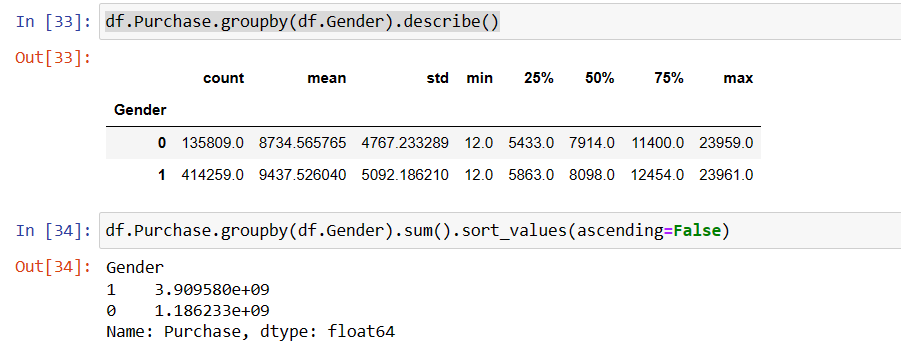 In [33]: df.Purchase.groupby(df.Gender).describe()
Out[33]:
count mean std min 25% 50% 75% max
Gender
0 135809.0 8734.565765 4767.233289 12.0 5433.0 7914.0 11400.0 23959.0
1 414259.0 9437.526040 5092.186210 12.0 5863.0 8098.0 12454.0 23961.0
In [34]: df.Purchase.groupby(df.Gender).sum().sort_values(ascending=False)
Out[34]: Gender
1 3.909580e+09
0 1.186233e+09
Name: Purchase, dtype: float64